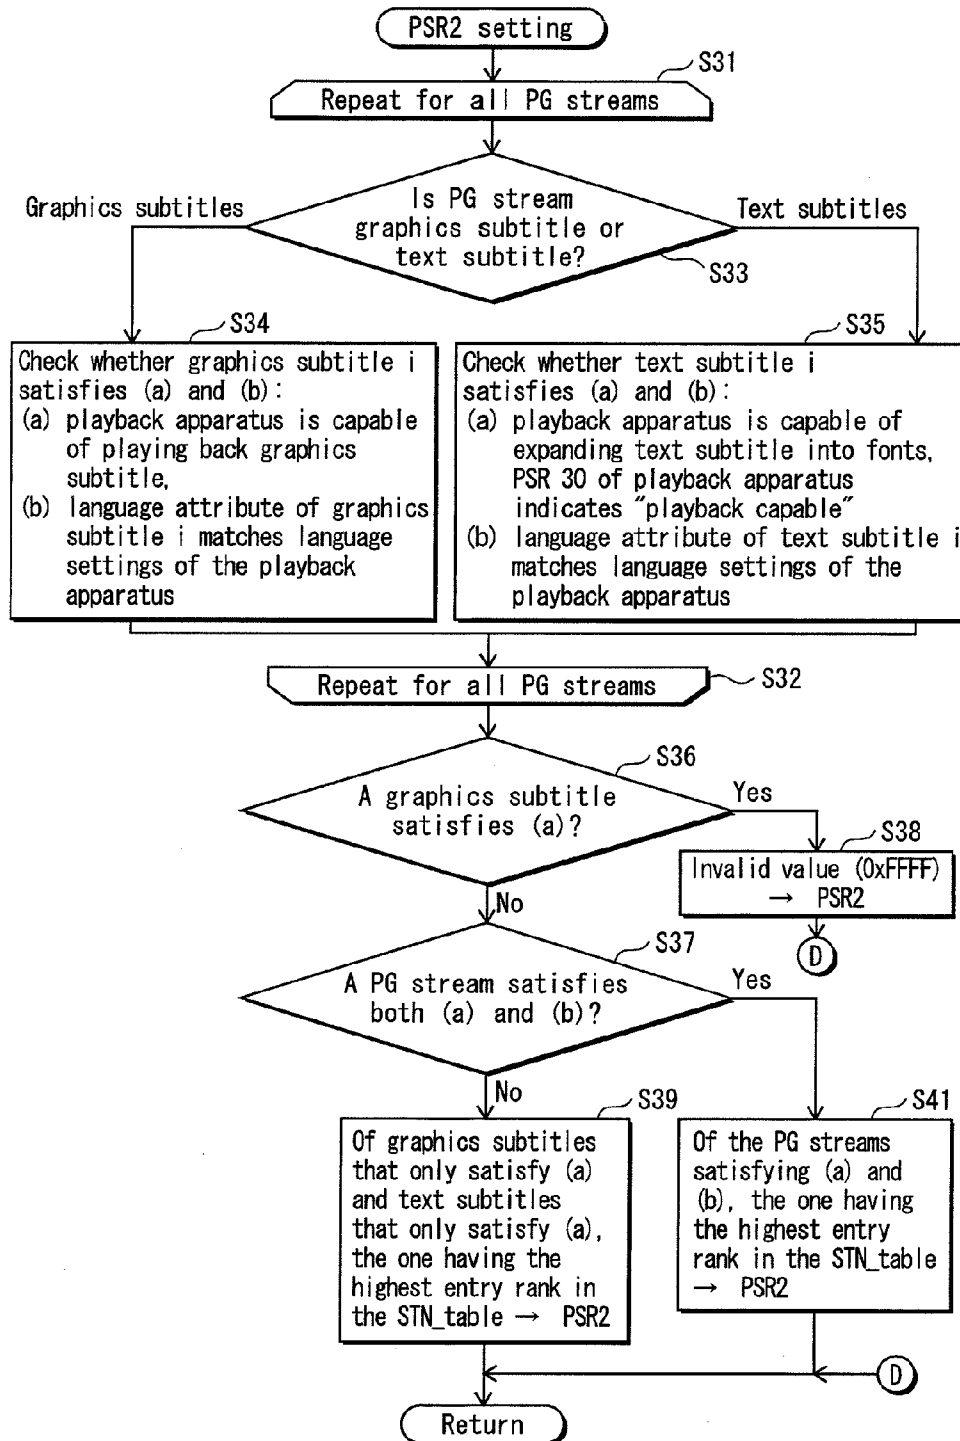 PSR2 setting
S31
Repeat for all PG streams
Is PG stream
graphics subtitle or
text subtitle?
Graphics subtitles
Text subtitles
S33
S34
Check whether graphics subtitle i
satisfies (a) and (b):
(a) playback apparatus is capable
of playing back graphics
subtitle,
(b) language attribute of graphics
subtitle i matches language
settings of the playback
apparatus
S35
Check whether text subtitle i
satisfies (a) and (b):
(a) playback apparatus is capable of
expanding text subtitle into fonts,
PSR 30 of playback apparatus
indicates "playback capable"
(b) language attribute of text subtitle i
matches language settings of the
playback apparatus
Repeat for all PG streams
S32
S36
A graphics subtitle
satisfies (a)?
Yes
No
S38
Invalid value (0xFFFF)
→ PSR2
D
S37
A PG stream satisfies
both (a) and (b)?
Yes
No
S39
Of graphics subtitles
that only satisfy (a)
and text subtitles
that only satisfy (a),
the one having the
highest entry rank in
the STN_table → PSR2
S41
Of the PG streams
satisfying (a) and
(b), the one having
the highest entry
rank in the STN_table
→ PSR2
D
Return